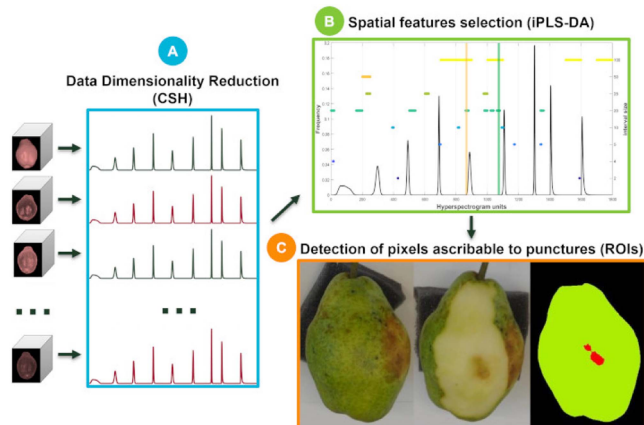 A
Data Dimensionality Reduction
(CSH)
B
Spatial features selection (iPLS-DA)
Frequency
Interval size
Hyperspectrogram units
C
Detection of pixels ascribable to punctures (ROIs)